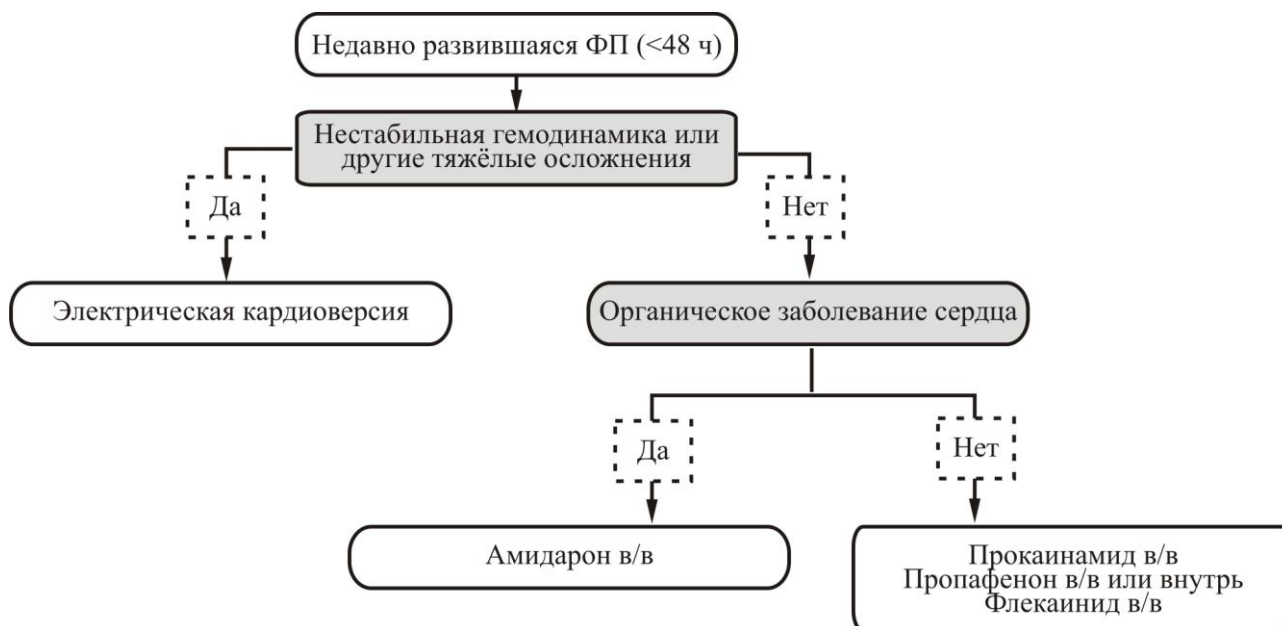 Недавно развившаяся ФП (<48 ч)
Нестабильная гемодинамика или
другие тяжёлые осложнения
Да
Нет
Электрическая кардиоверсия
Органическое заболевание сердца
Да
Нет
Амидарон в/в
Прокаинамид в/в
Пропафенон в/в или внутрь
Флекаинид в/в